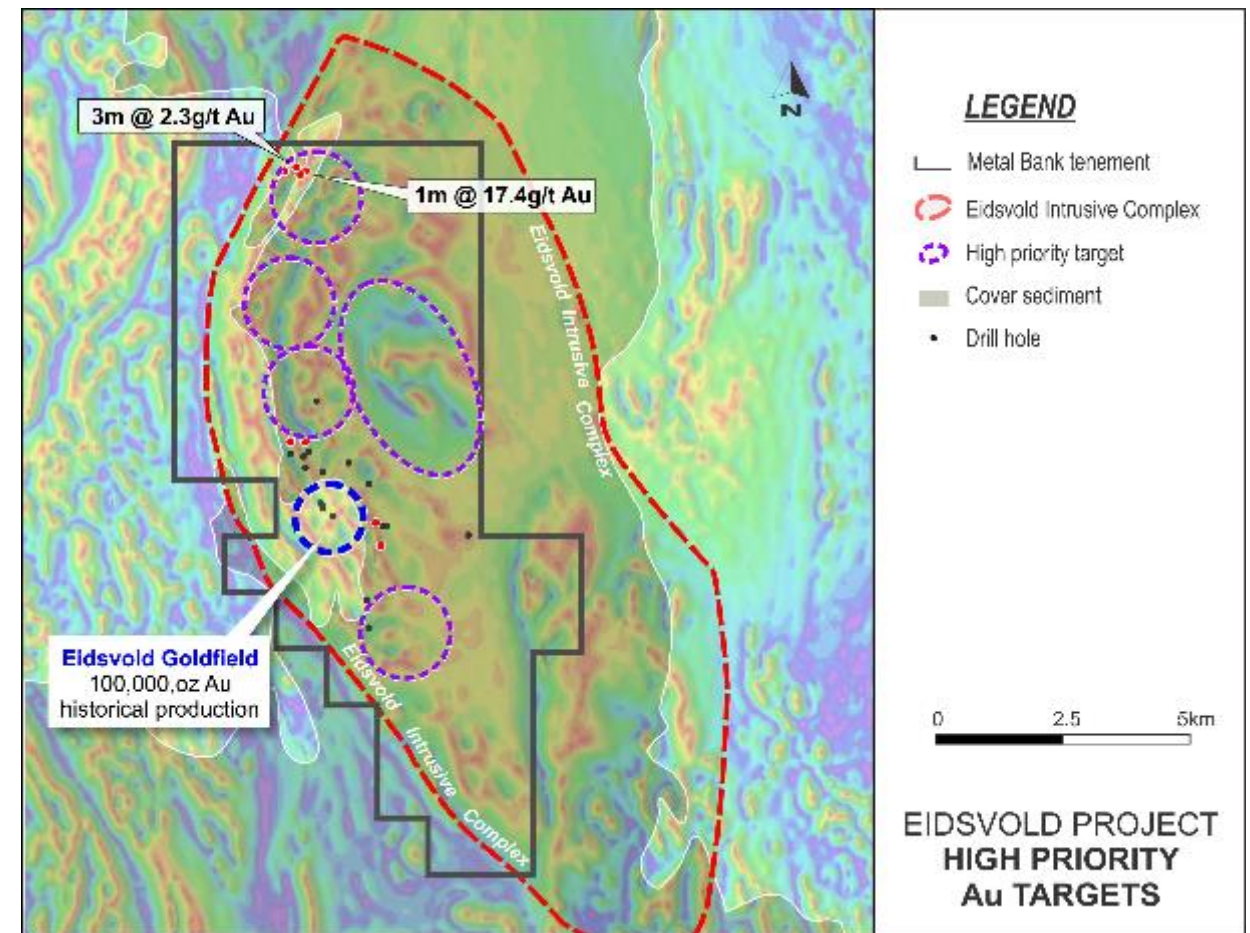 3m @ 2.3g/t Au
1m @ 17.4g/t Au
Eidsvold Intrusive Complex
Eidsvold Goldfield
100,000,oz Au
historical production
Eidsvold Intrusive Complex
N
LEGEND
Metal Bank tenement
Eidsvold Intrusive Complex
High priority target
Cover sediment
Drill hole
0 2.5 5km
EIDSVOLD PROJECT
HIGH PRIORITY
Au TARGETS